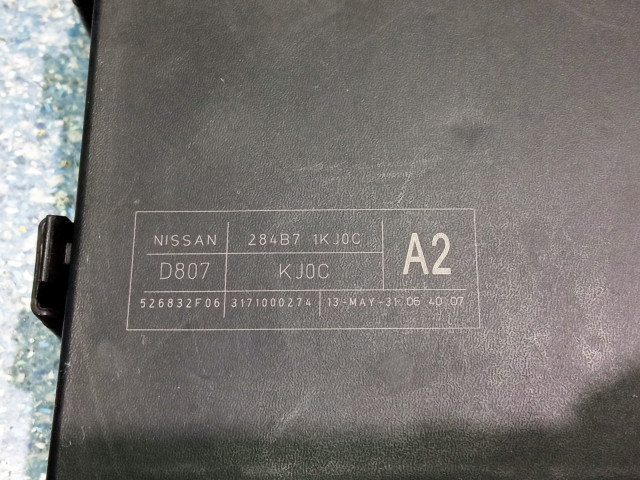 NISSAN 284B7 1KJ0C A2
D807 KJ0C
526832F06 3171000274 13-MAY-31 06 40 07